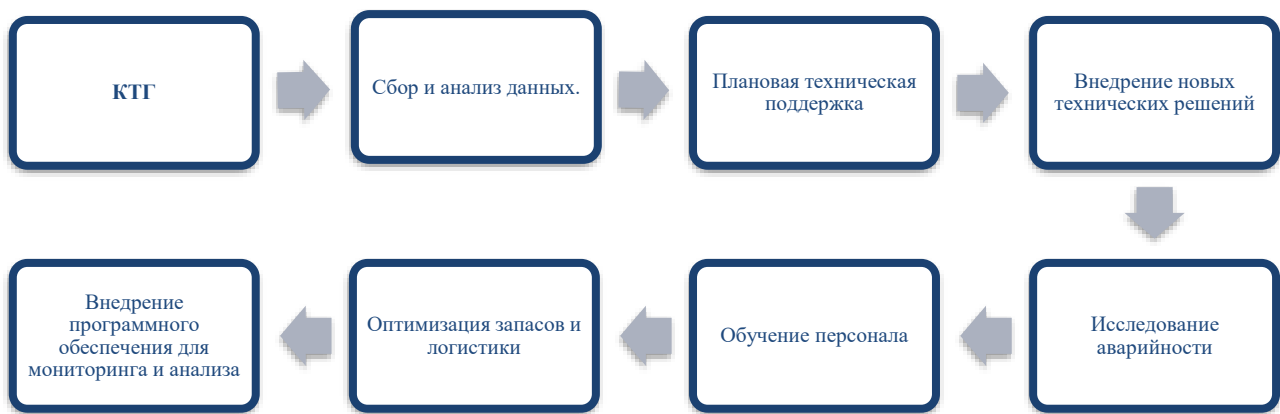 КТГ
Сбор и анализ данных.
Плановая техническая
поддержка
Внедрение новых
технических решений
Исследование
аварийности
Обучение персонала
Оптимизация запасов и
логистики
Внедрение
программного
обеспечения для
мониторинга и анализа